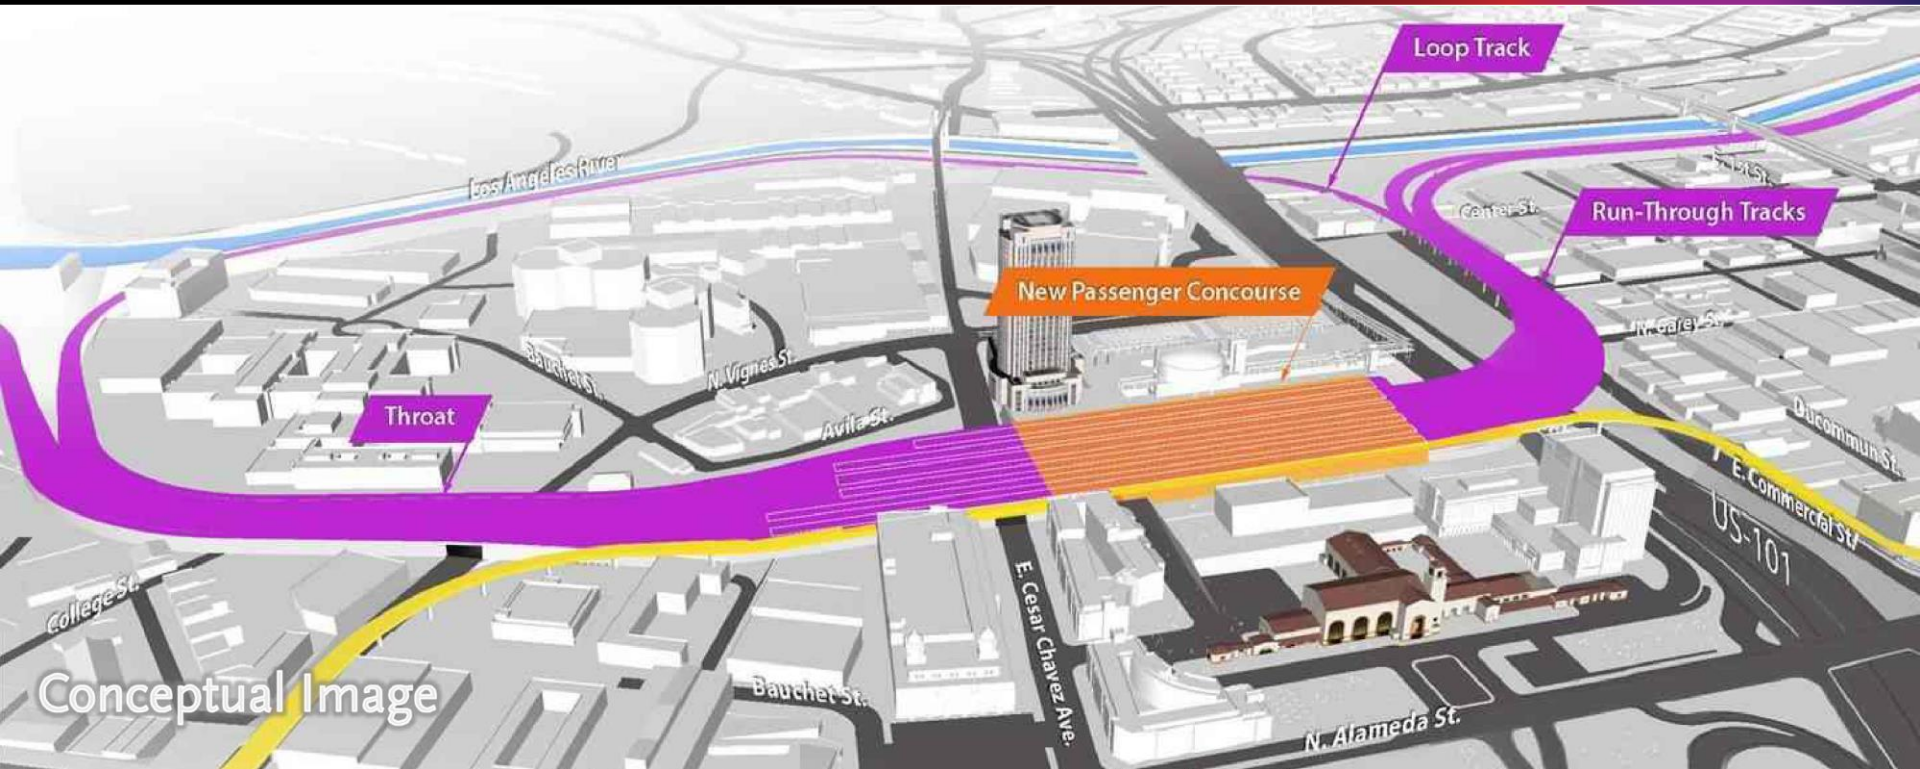 Loop Track
Los Angeles River
E. 1st St.
Center St.
Run-Through Tracks
New Passenger Concourse
N. Garey St.
Bauchet St.
N. Vignes St.
Throat
Avila St.
Ducommun St.
E. Commercial St.
US-101
College St.
E. Cesar Chavez Ave.
Conceptual Image
Bauchet St.
N. Alameda St.